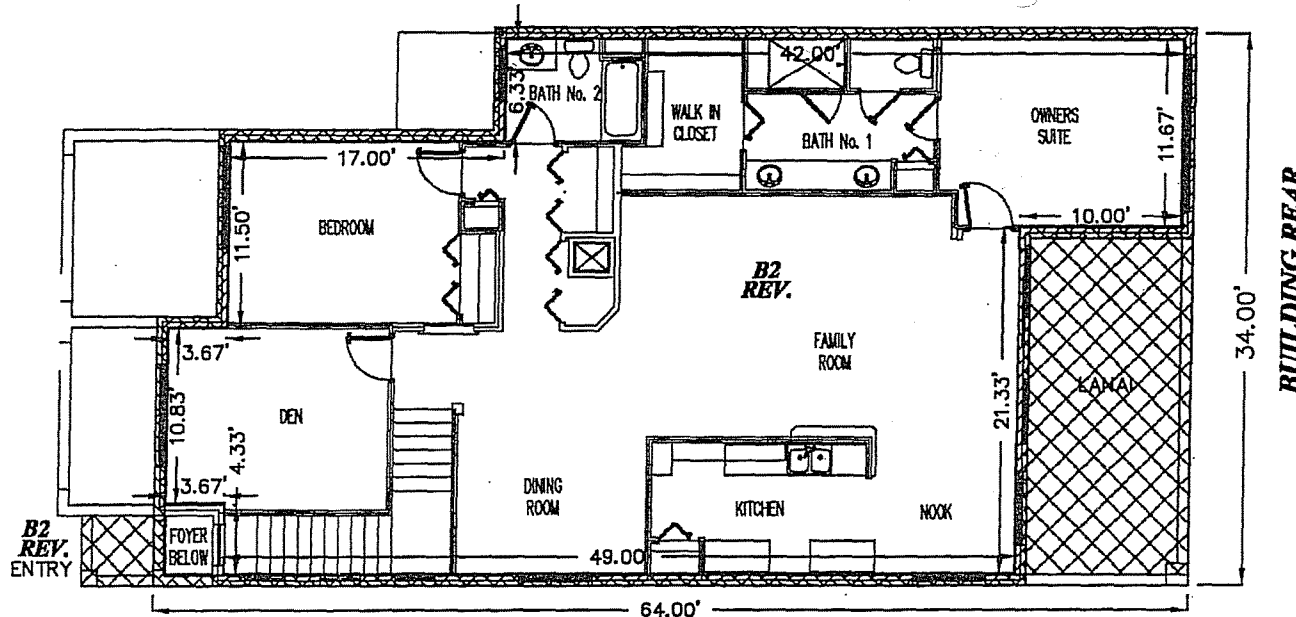 42.00'
6.33'
BATH No. 2
WALK IN
CLOSET
BATH No. 1
OWNERS
SUITE
11.67'
17.00'
BEDROOM
11.50'
10.00'
B2
REV.
FAMILY
ROOM
LANAI
34.00'
BUILDING REAR
3.67'
10.83'
DEN
4.33'
3.67'
21.33'
DINING
ROOM
KITCHEN
NOOK
B2
REV.
ENTRY
FOYER
BELOW
49.00
64.00'